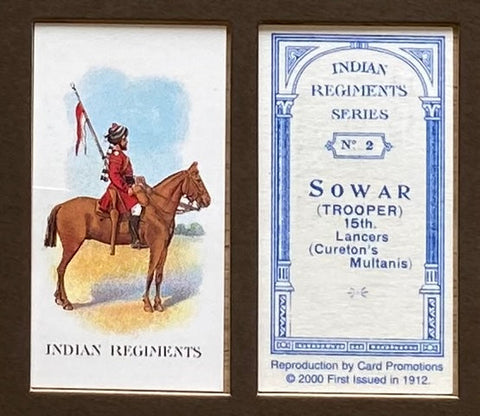 INDIAN REGIMENTS
INDIAN
REGIMENTS
SERIES
No. 2
SOWAR
(TROOPER)
15th.
Lancers
(Cureton's
Multanis)
Reproduction by Card Promotions
© 2000 First Issued in 1912.